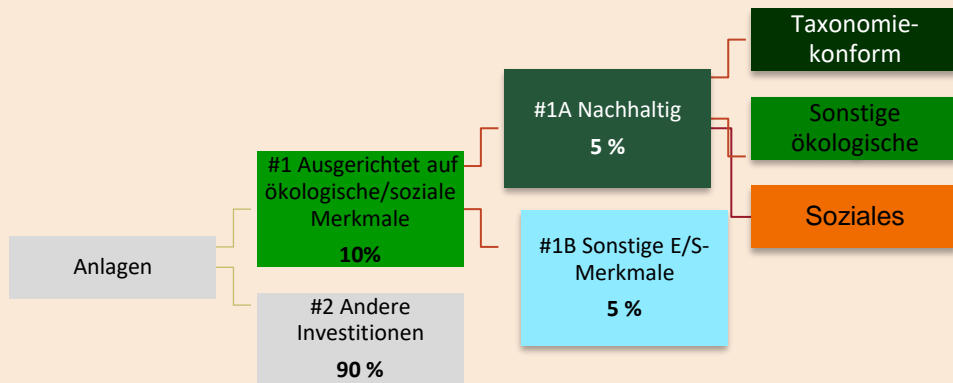 Anlagen
#1 Ausgerichtet auf
ökologische/soziale
Merkmale
10%
#2 Andere
Investitionen
90 %
#1A Nachhaltig
5 %
#1B Sonstige E/S-
Merkmale
5 %
Taxonomie-
konform
Sonstige
ökologische
Soziales